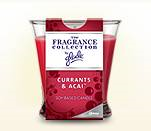 THE
FRAGRANCE
COLLECTION
by
Glade
CURRANTS
& ACAI
SOY BASED CANDLE